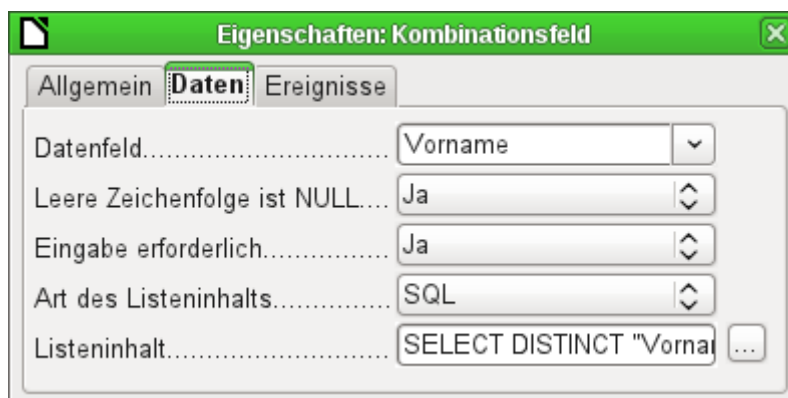 Eigenschaften: Kombinationsfeld
Allgemein Daten Ereignisse
Datenfeld.............................. Vorname
Leere Zeichenfolge ist NULL.... Ja
Eingabe erforderlich................ Ja
Art des Listeninhalts............... SQL
Listeninhalt............................ SELECT DISTINCT "Vornar ...